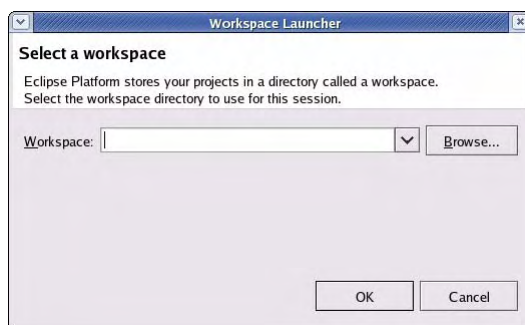 Workspace Launcher
Select a workspace
Eclipse Platform stores your projects in a directory called a workspace.
Select the workspace directory to use for this session.
Workspace:
Browse...
OK
Cancel